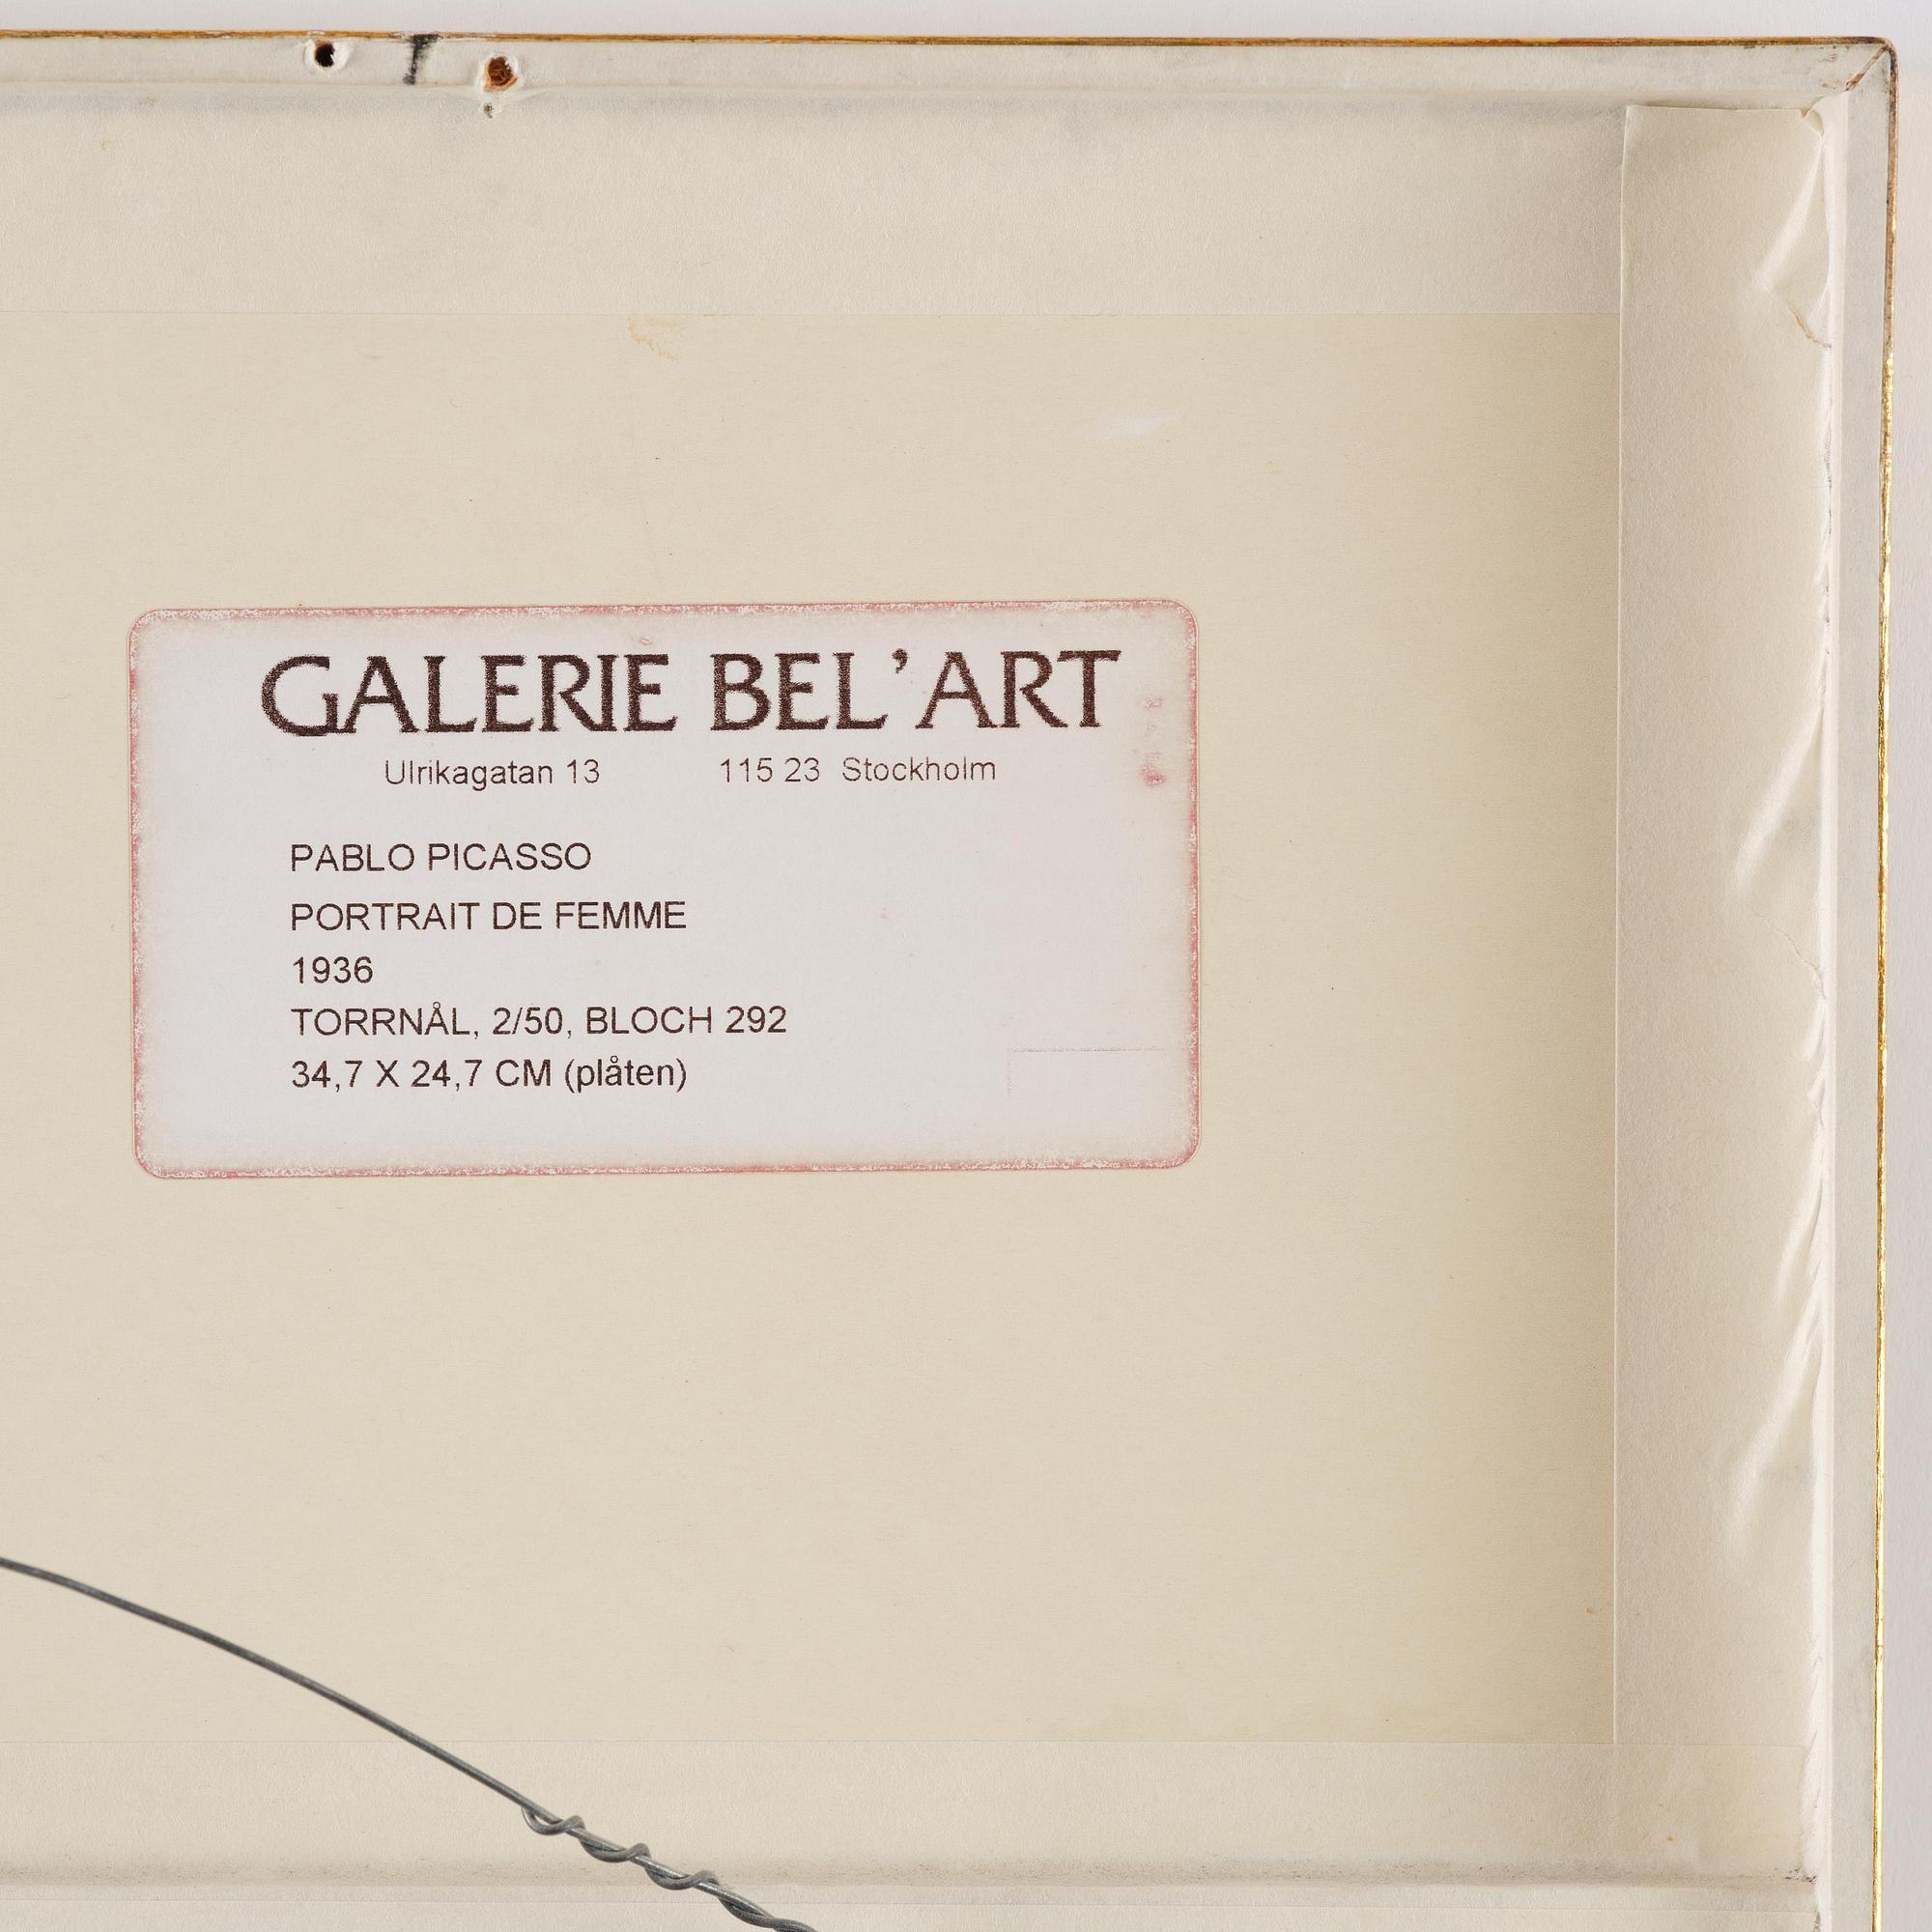 GALERIE BEL'ART
Ulrikagatan 13 115 23 Stockholm
PABLO PICASSO
PORTRAIT DE FEMME
1936
TORRNÅL, 2/50, BLOCH 292
34,7 X 24,7 CM (plåten)